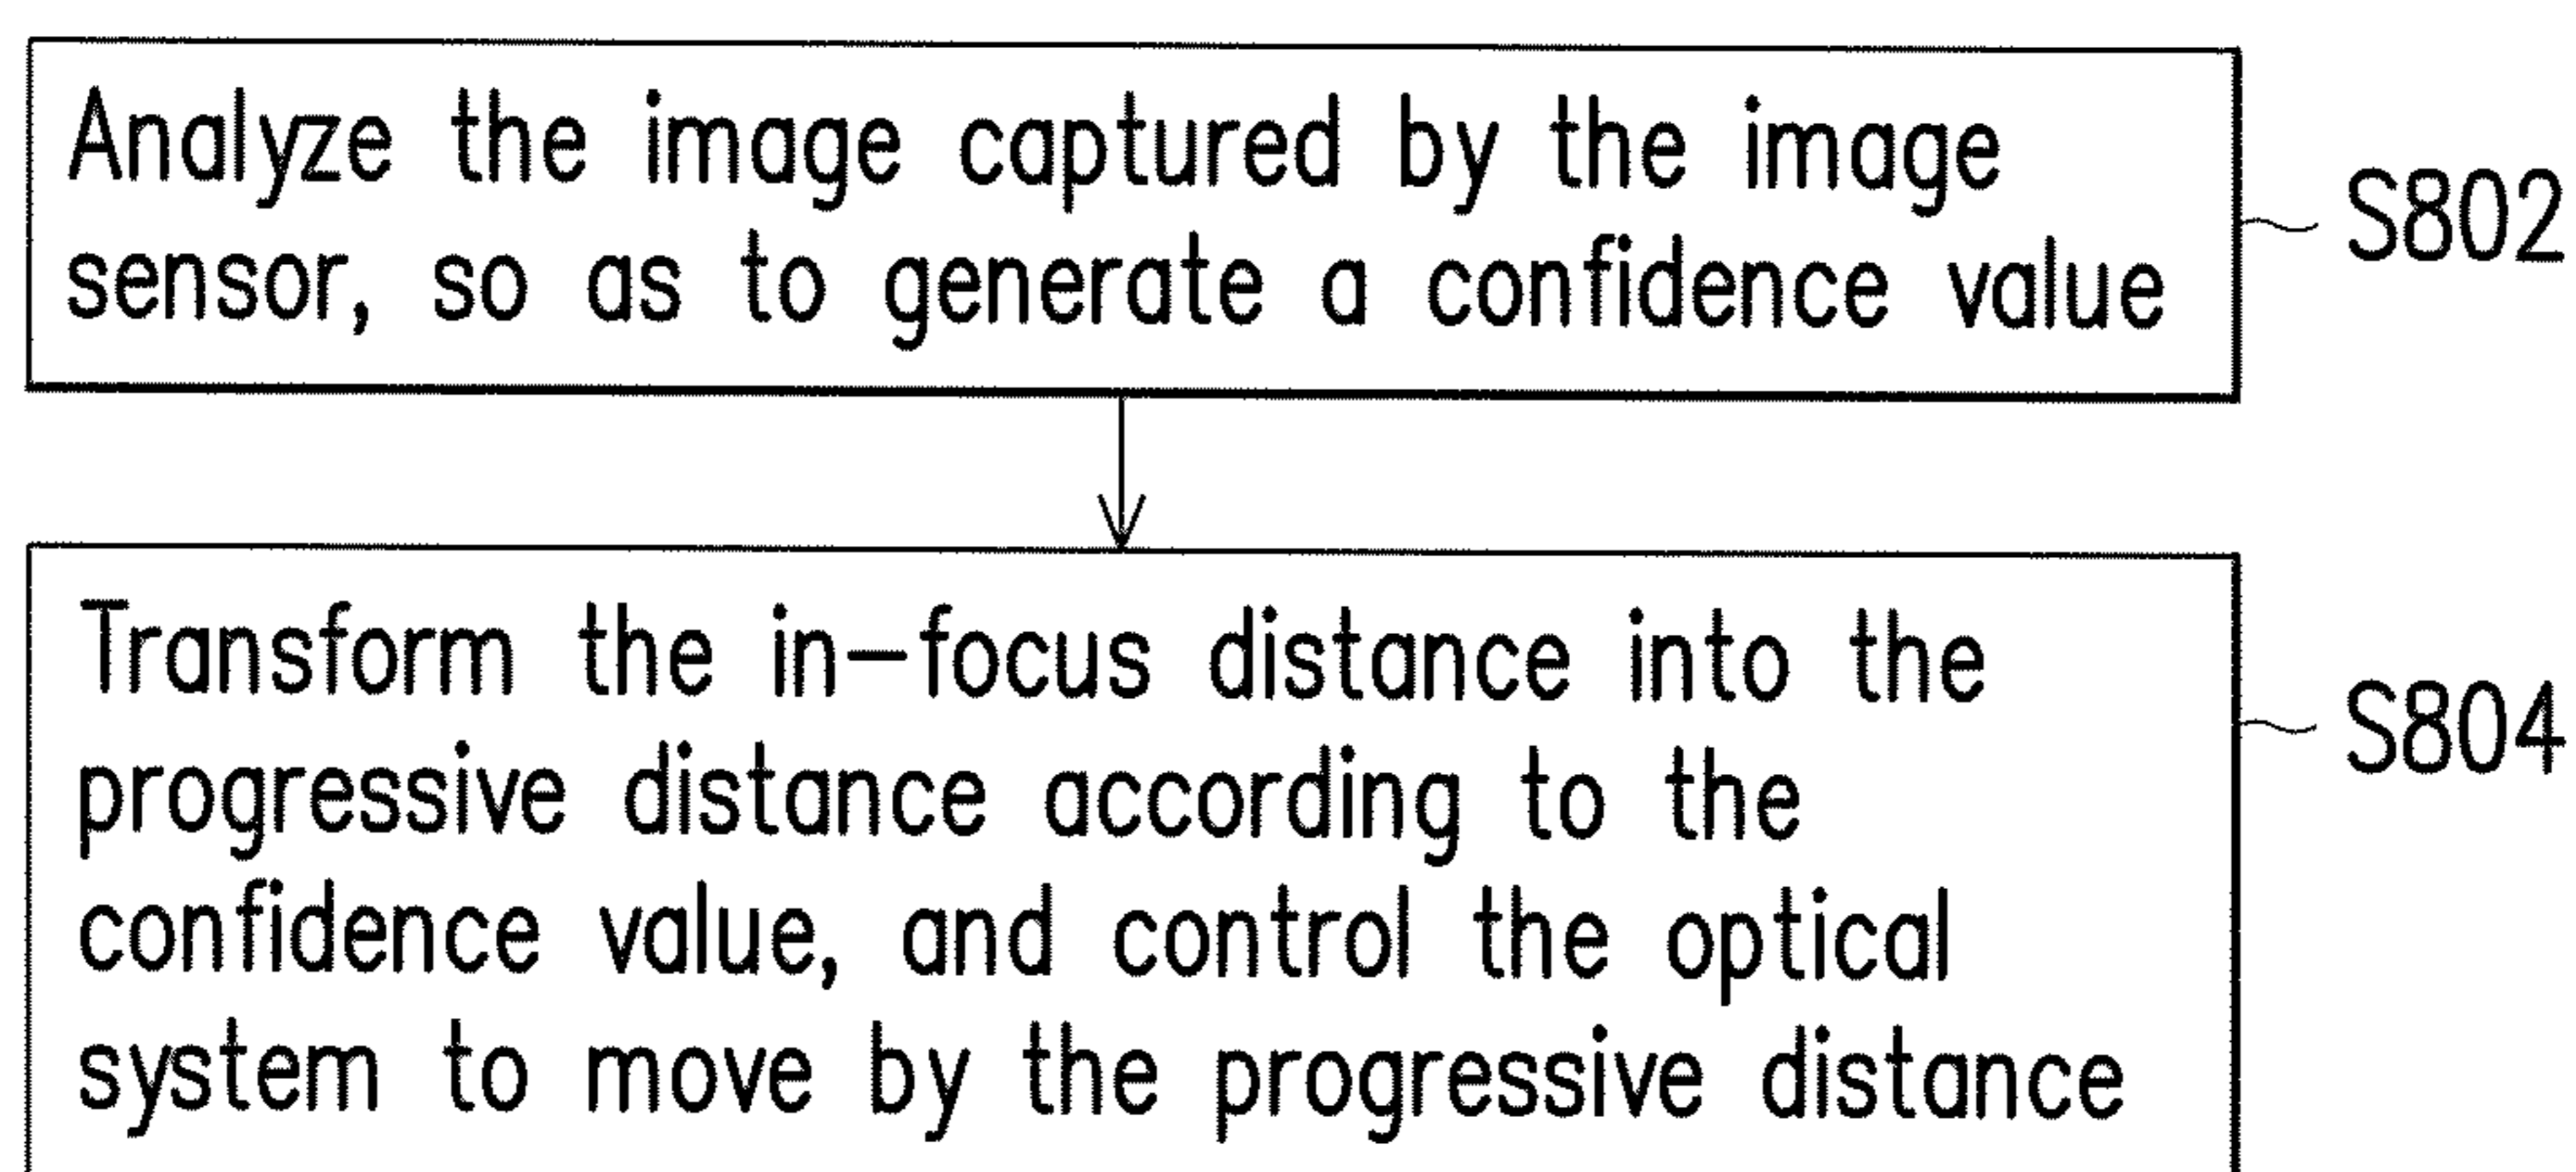 Analyze the image captured by the image
sensor, so as to generate a confidence value
S802
Transform the in-focus distance into the
progressive distance according to the
confidence value, and control the optical
system to move by the progressive distance
S804